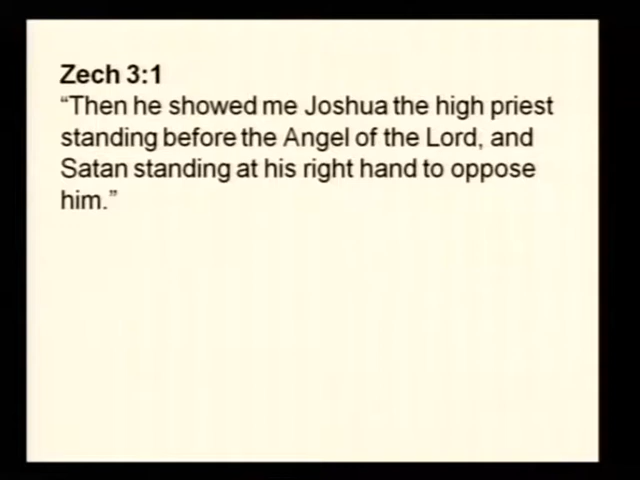 Zech 3:1
“Then he showed me Joshua the high priest
standing before the Angel of the Lord, and
Satan standing at his right hand to oppose
him.”